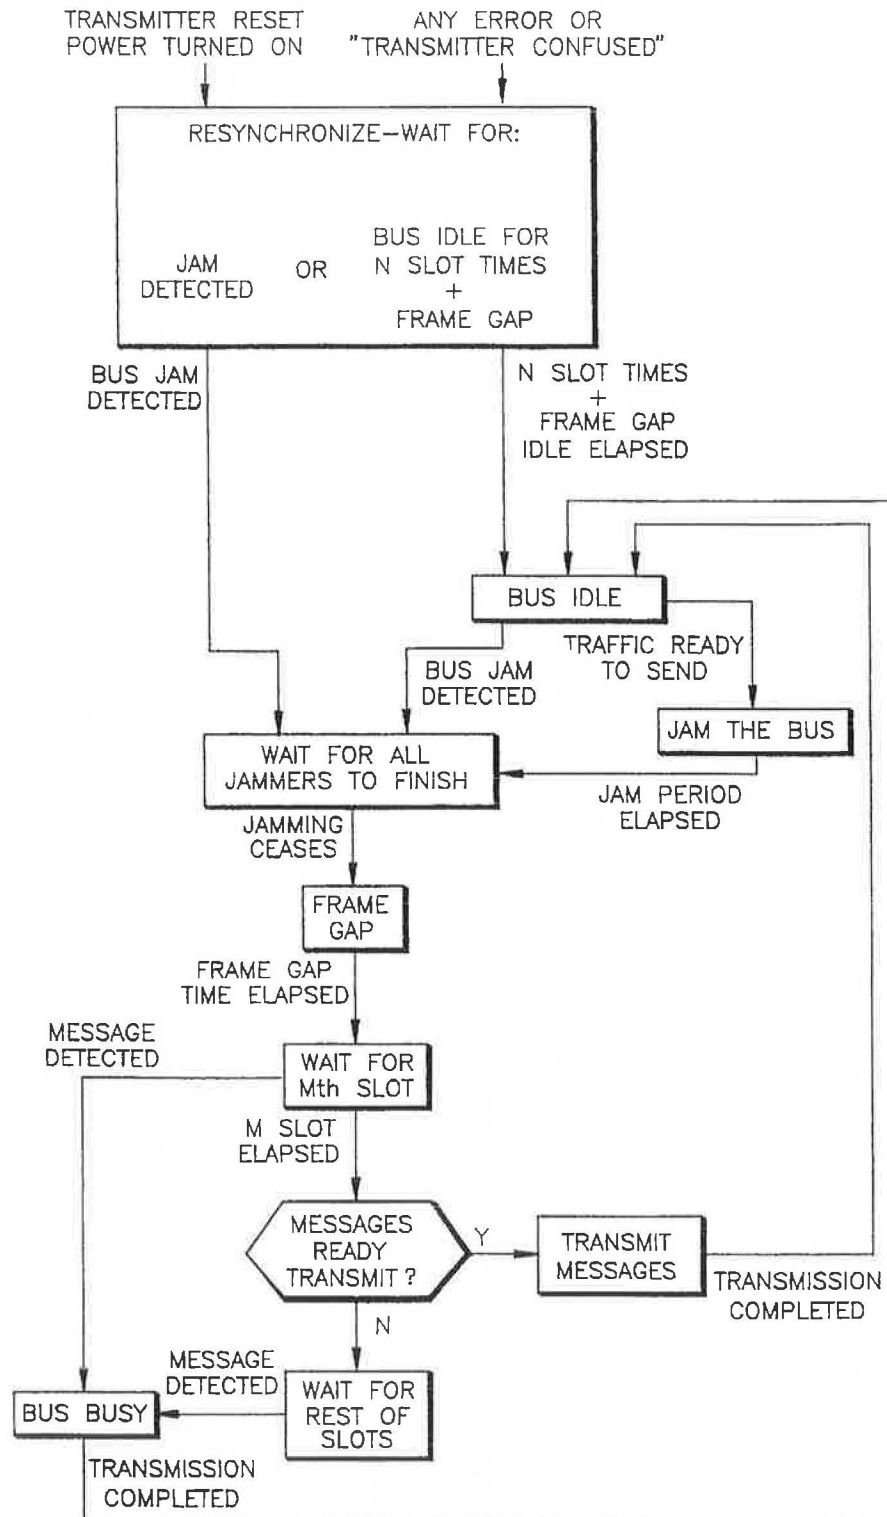 TRANSMITTER RESET
POWER TURNED ON
ANY ERROR OR
"TRANSMITTER CONFUSED"
RESYNCHRONIZE-WAIT FOR:
JAM
DETECTED
OR
BUS IDLE FOR
N SLOT TIMES
+
FRAME GAP
BUS JAM
DETECTED
N SLOT TIMES
+
FRAME GAP
IDLE ELAPSED
BUS IDLE
TRAFFIC READY
TO SEND
BUS JAM
DETECTED
JAM THE BUS
WAIT FOR ALL
JAMMERS TO FINISH
JAM PERIOD
ELAPSED
JAMMING
CEASES
FRAME
GAP
FRAME GAP
TIME ELAPSED
MESSAGE
DETECTED
WAIT FOR
Mth SLOT
M SLOT
ELAPSED
MESSAGES
READY
TRANSMIT?
Y
TRANSMIT
MESSAGES
TRANSMISSION
COMPLETED
N
MESSAGE
DETECTED
WAIT FOR
REST OF
SLOTS
BUS BUSY
TRANSMISSION
COMPLETED